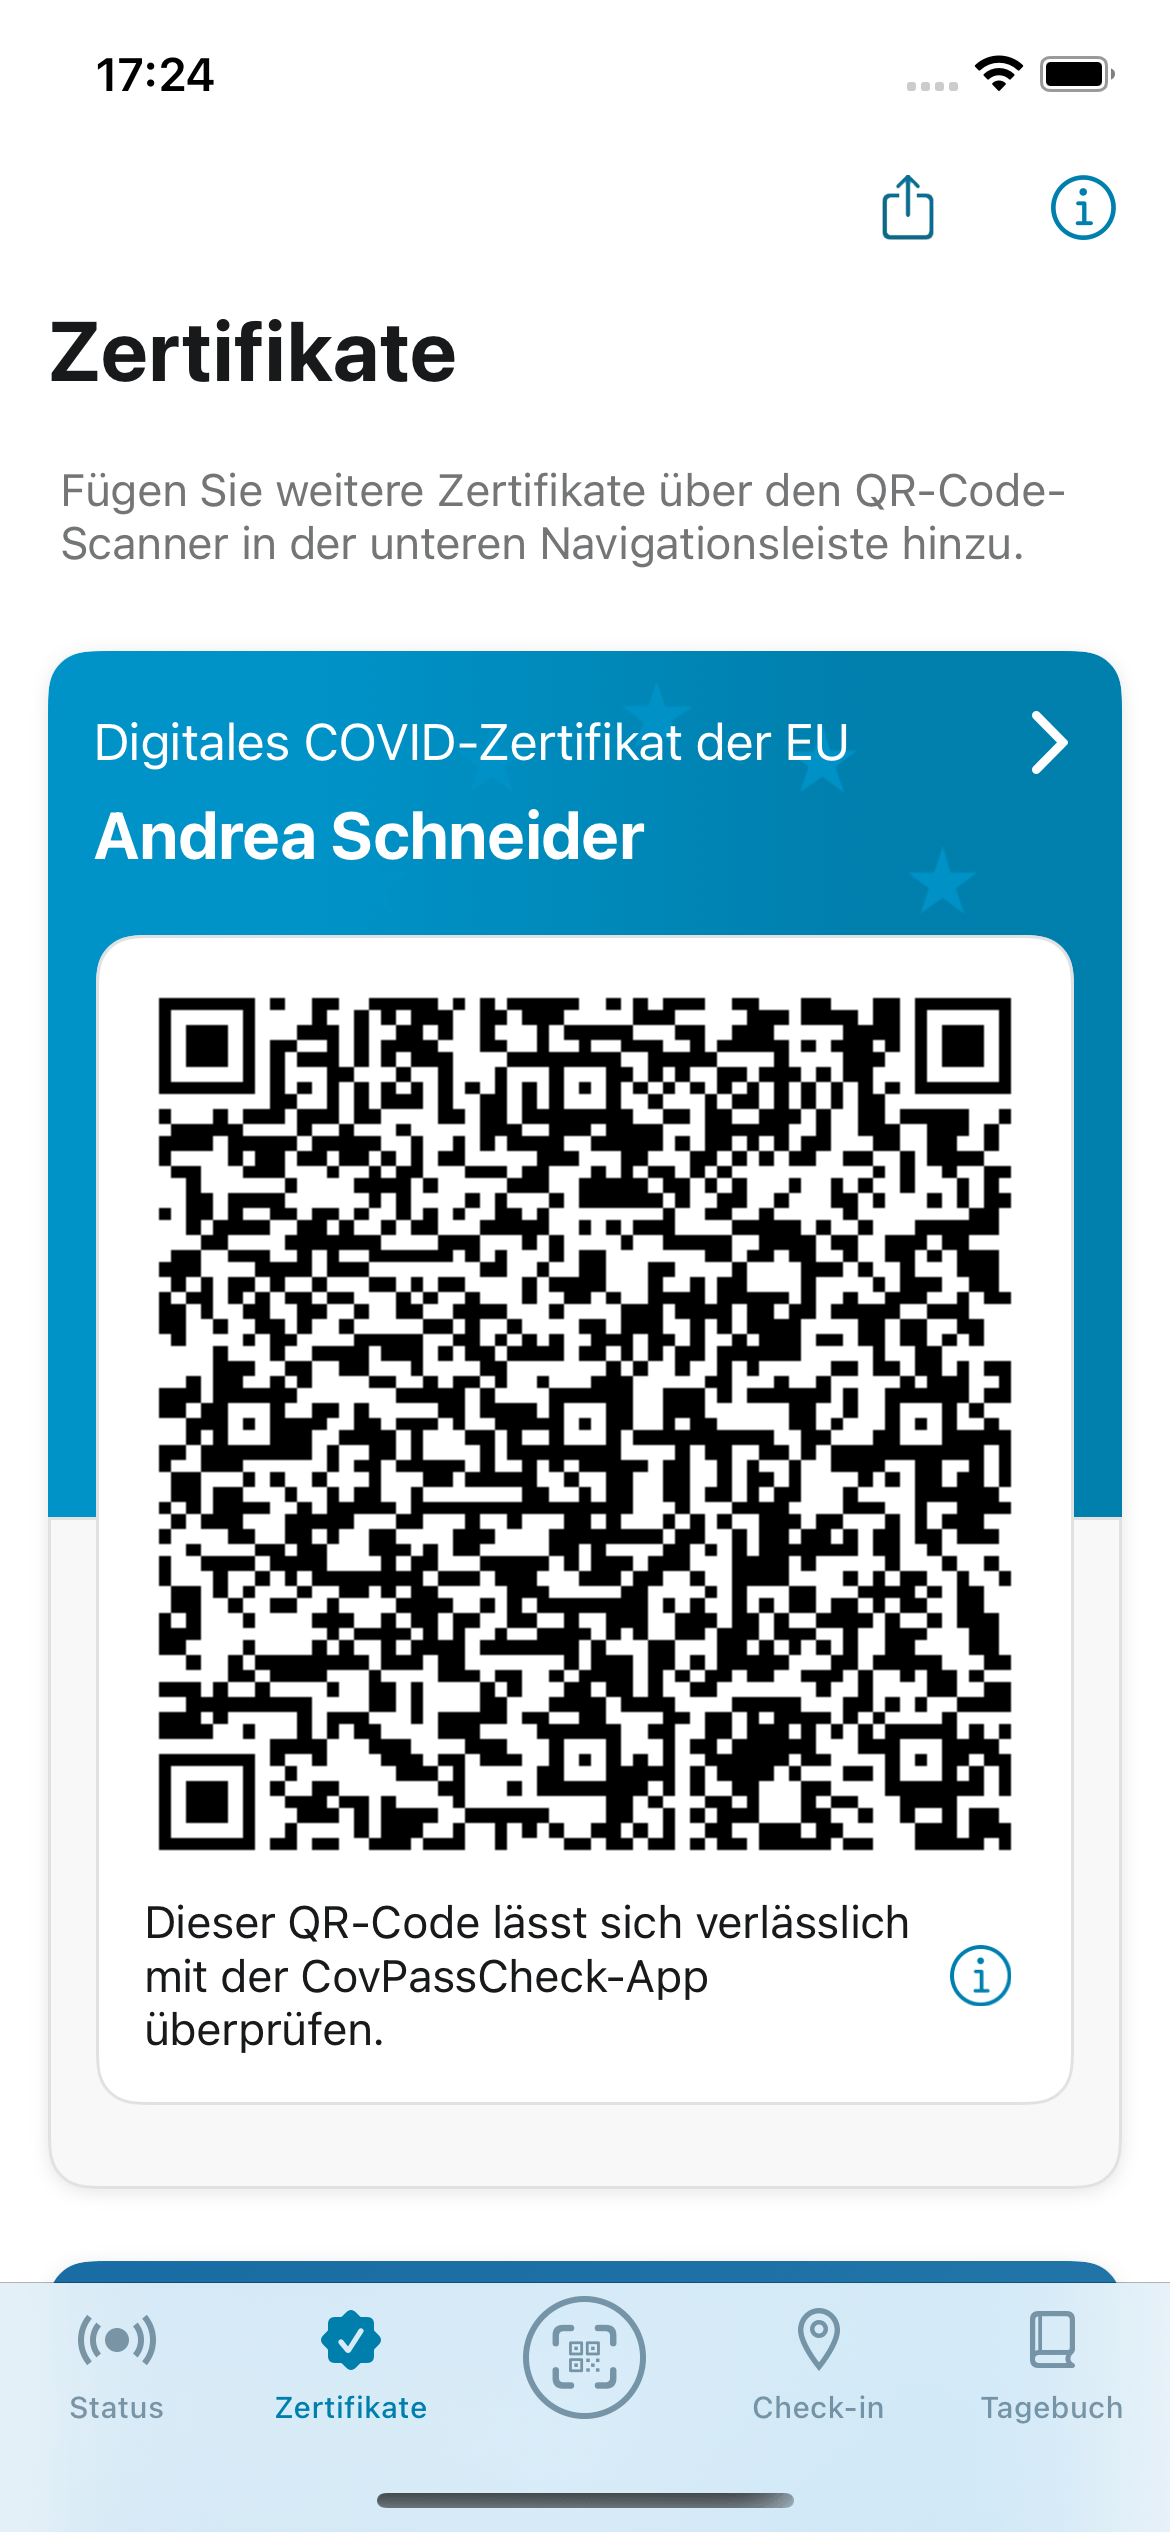 17:24
Zertifikate
Fügen Sie weitere Zertifikate über den QR-Code-
Scanner in der unteren Navigationsleiste hinzu.
Digitales COVID-Zertifikat der EU
Andrea Schneider
Dieser QR-Code lässt sich verlässlich
mit der CovPassCheck-App
überprüfen.
Status
Zertifikate
Check-in
Tagebuch